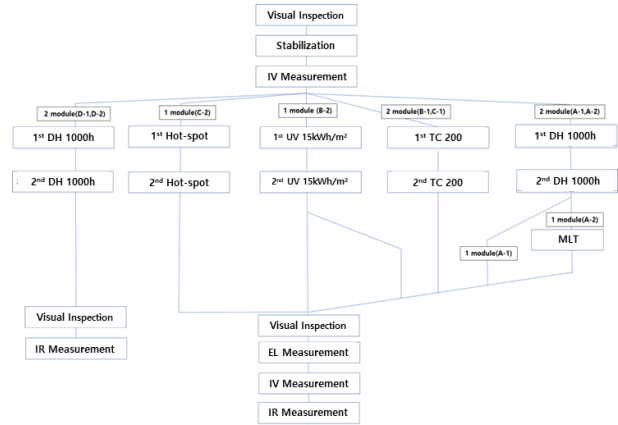 Visual Inspection
Stabilization
IV Measurement
2 module(D-1,D-2)
1 module(C-2)
1 module (B-2)
2 module(B-1,C-1)
2 module(A-1,A-2)
1st DH 1000h
1st Hot-spot
1st UV 15kWh/m²
1st TC 200
1st DH 1000h
2nd DH 1000h
2nd Hot-spot
2nd UV 15kWh/m²
2nd TC 200
2nd DH 1000h
1 module(A-2)
MLT
1 module(A-1)
Visual Inspection
IR Measurement
Visual Inspection
EL Measurement
IV Measurement
IR Measurement